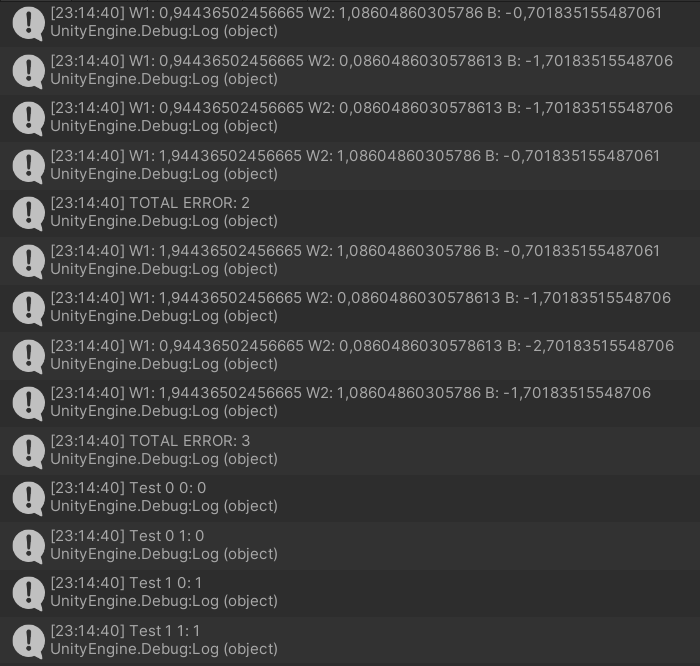 [23:14:40] W1: 0,94436502456665 W2: 1,08604860305786 B: -0,701835155487061
UnityEngine.Debug:Log (object)
[23:14:40] W1: 0,94436502456665 W2: 0,0860486030578613 B: -1,70183515548706
UnityEngine.Debug:Log (object)
[23:14:40] W1: 0,94436502456665 W2: 0,0860486030578613 B: -1,70183515548706
UnityEngine.Debug:Log (object)
[23:14:40] W1: 1,94436502456665 W2: 1,08604860305786 B: -0,701835155487061
UnityEngine.Debug:Log (object)
[23:14:40] TOTAL ERROR: 2
UnityEngine.Debug:Log (object)
[23:14:40] W1: 1,94436502456665 W2: 1,08604860305786 B: -0,701835155487061
UnityEngine.Debug:Log (object)
[23:14:40] W1: 1,94436502456665 W2: 0,0860486030578613 B: -1,70183515548706
UnityEngine.Debug:Log (object)
[23:14:40] W1: 0,94436502456665 W2: 0,0860486030578613 B: -2,70183515548706
UnityEngine.Debug:Log (object)
[23:14:40] W1: 1,94436502456665 W2: 1,08604860305786 B: -1,70183515548706
UnityEngine.Debug:Log (object)
[23:14:40] TOTAL ERROR: 3
UnityEngine.Debug:Log (object)
[23:14:40] Test 0 0: 0
UnityEngine.Debug:Log (object)
[23:14:40] Test 0 1: 0
UnityEngine.Debug:Log (object)
[23:14:40] Test 1 0: 1
UnityEngine.Debug:Log (object)
[23:14:40] Test 1 1: 1
UnityEngine.Debug:Log (object)